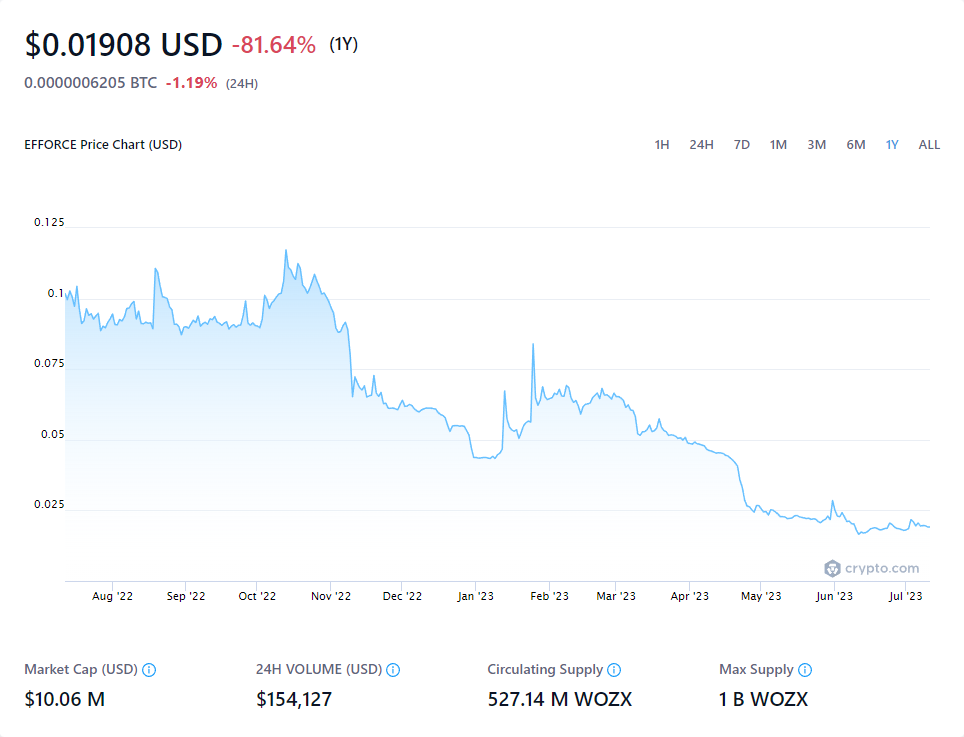 $0.01908 USD -81.64% (1Y)
0.0000006205 BTC -1.19% (24H)
EFFORCE Price Chart (USD) 1H 24H 7D 1M 3M 6M 1Y ALL
0.125
0.1
0.075
0.05
0.025
crypto.com
Aug '22 Sep '22 Oct '22 Nov '22 Dec '22 Jan '23 Feb '23 Mar '23 Apr '23 May '23 Jun '23 Jul '23
Market Cap (USD) 24H VOLUME (USD) Circulating Supply Max Supply
$10.06 M $154,127 527.14 M WOZX 1 B WOZX